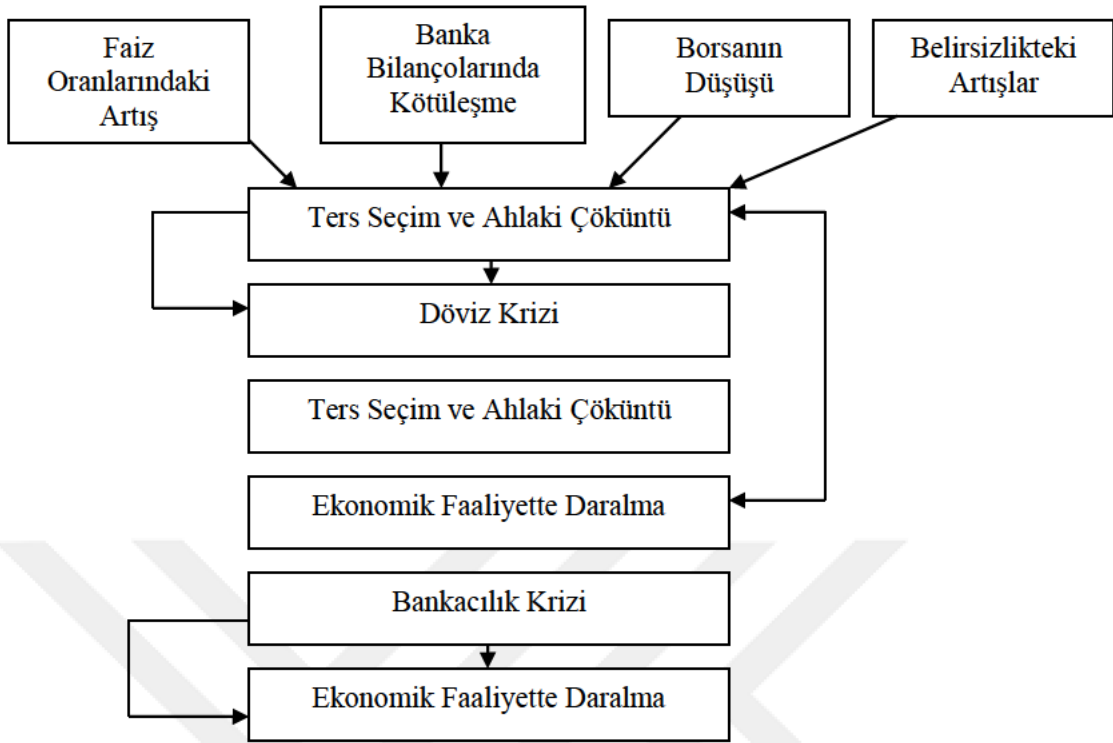 Faiz
Oranlarındaki
Artış
Banka
Bilançolarında
Kötüleşme
Borsanın
Düşüşü
Belirsizlikteki
Artışlar
Ters Seçim ve Ahlaki Çöküntü
Döviz Krizi
Ters Seçim ve Ahlaki Çöküntü
Ekonomik Faaliyette Daralma
Bankacılık Krizi
Ekonomik Faaliyette Daralma